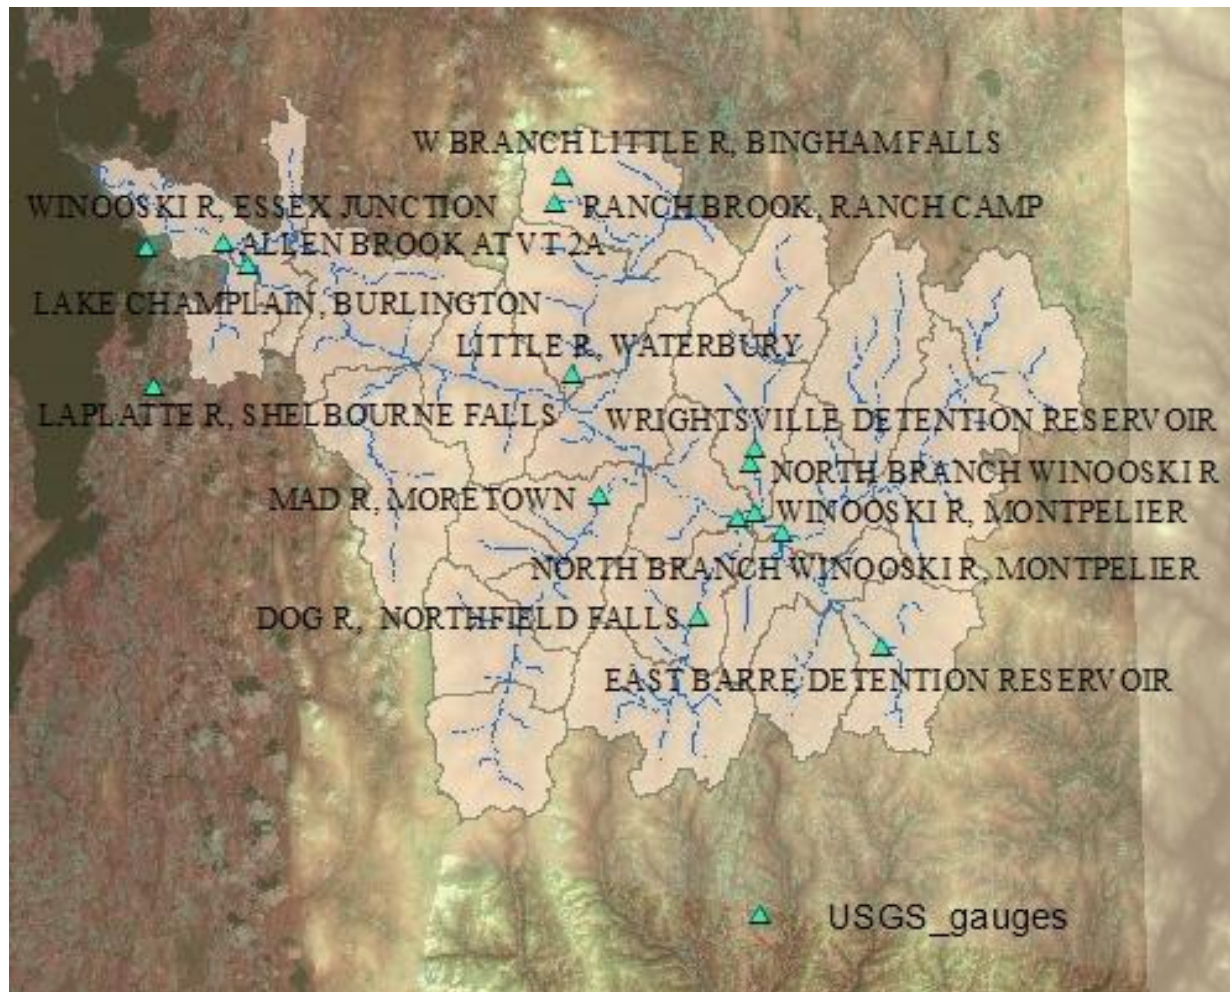 W BRANCH LITTLE R, BINGHAM FALLS
WINOOSKI R, ESSEX JUNCTION
RANCH BROOK, RANCH CAMP
ALLEN BROOK AT VT 2A
LAKE CHAMPLAIN, BURLINGTON
LITTLE R, WATERBURY
LAPLATTE R, SHELBOURNE FALLS
WRIGHTSVILLE DETENTION RESERVOIR
NORTH BRANCH WINOOSKI R
MAD R, MORETOWN
WINOOSKI R, MONTPELIER
NORTH BRANCH WINOOSKI R, MONTPELIER
DOG R, NORTHFIELD FALLS
EAST BARRE DETENTION RESERVOIR
USGS_gauges